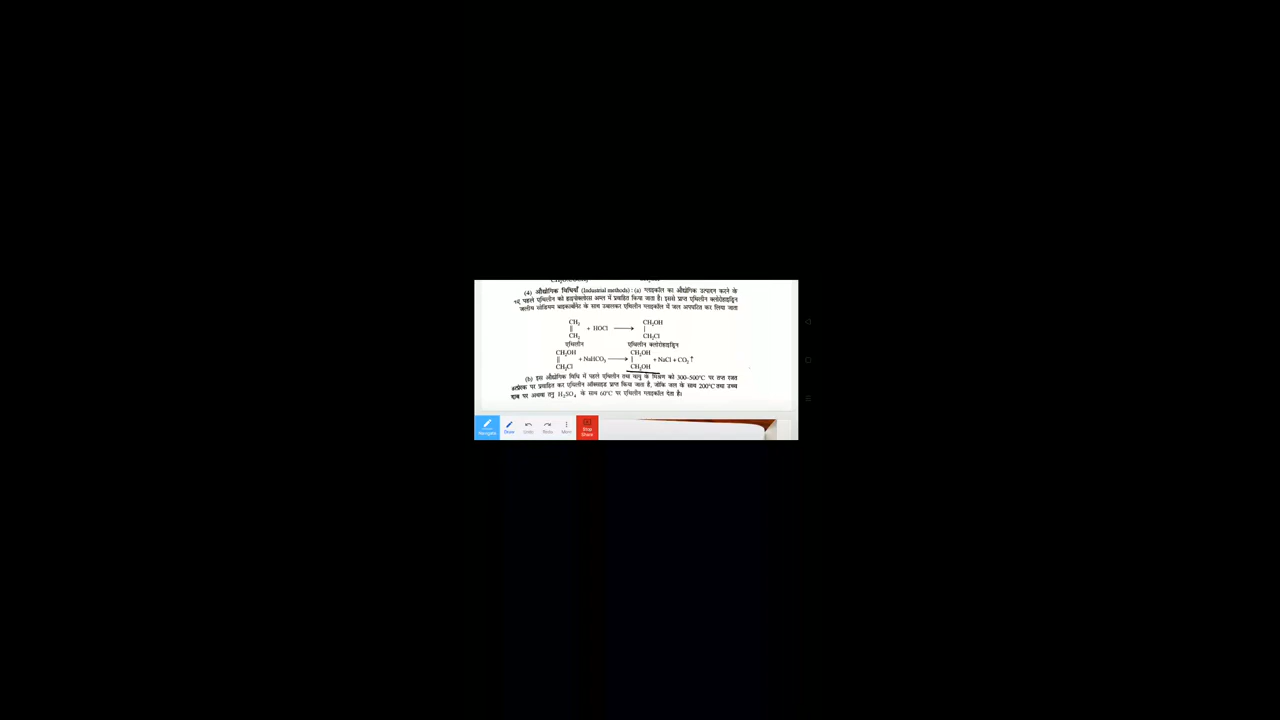 (4) औद्योगिक विधियाँ (Industrial methods) : (a) ग्लाइकॉल का औद्योगिक उत्पादन करने के
पहले एथिलीन को हाइपोक्लोरस अम्ल में प्रवाहित किया जाता है। इससे प्राप्त एथिलीन क्लोरोहाइड्रिन
जलीय सोडियम बाइकार्बोनेट के साथ उबालकर एथिलीन ग्लाइकॉल में जल अपघटित कर लिया जाता
CH₂ CH₂OH
|| + HOCl ⟶ |
CH₂ CH₂Cl
एथिलीन एथिलीन क्लोरोहाइड्रिन
CH₂OH CH₂OH
|| + NaHCO₃ ⟶ | + NaCl + CO₂↑
CH₂Cl CH₂OH
(b) इस औद्योगिक विधि में पहले एथिलीन तथा वायु के मिश्रण को 300-500°C पर तप्त रजत
उत्प्रेरक पर प्रवाहित कर एथिलीन ऑक्साइड प्राप्त किया जाता है, जोकि जल के साथ 200°C तथा उच्च
दाब पर अथवा तनु H₂SO₄ के साथ 60°C पर एथिलीन ग्लाइकॉल देता है।
Navigate Draw Undo Redo More Stop Share